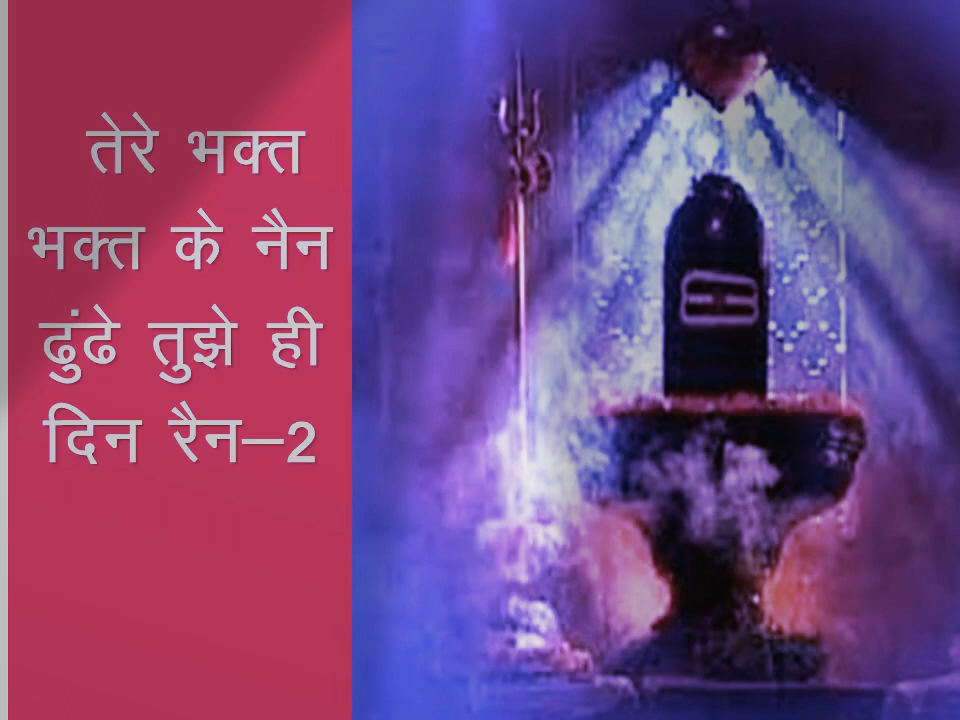 तेरे भक्त
भक्त के नैन
ढुंढे तुझे ही
दिन रैन–2